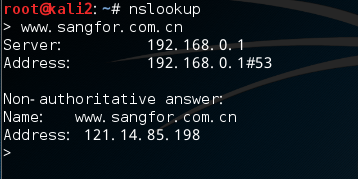 root@kali2:~# nslookup
> www.sangfor.com.cn
Server: 192.168.0.1
Address: 192.168.0.1#53
Non-authoritative answer:
Name: www.sangfor.com.cn
Address: 121.14.85.198
>